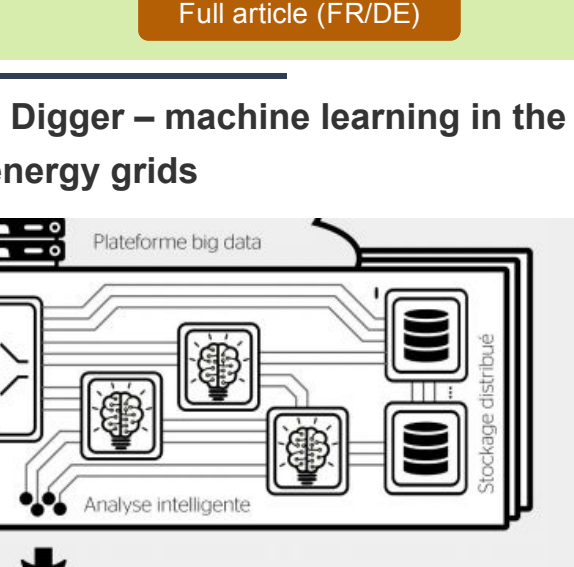 Full article (FR/DE)
Digger – machine learning in the
energy grids
Plateforme big data
Stockage distribué
Analyse intelligente